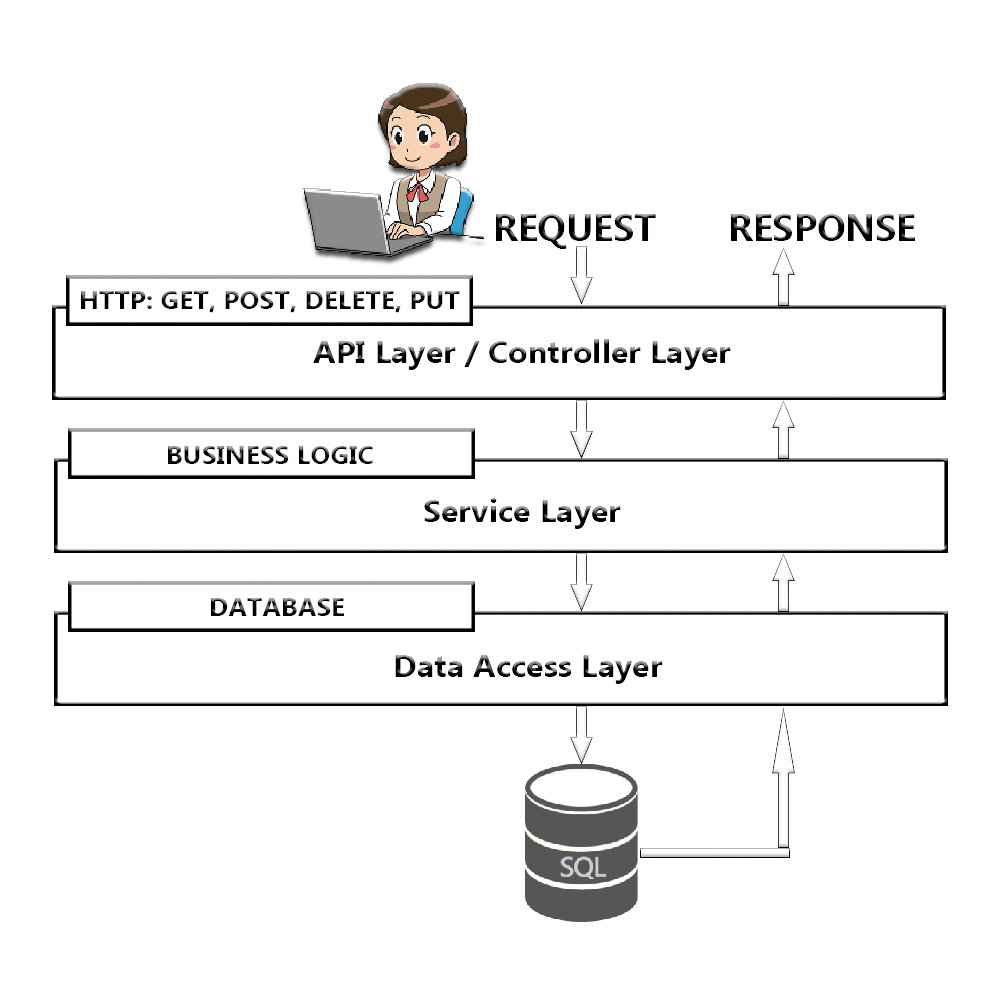 REQUEST
RESPONSE
HTTP: GET, POST, DELETE, PUT
API Layer / Controller Layer
BUSINESS LOGIC
Service Layer
DATABASE
Data Access Layer
SQL